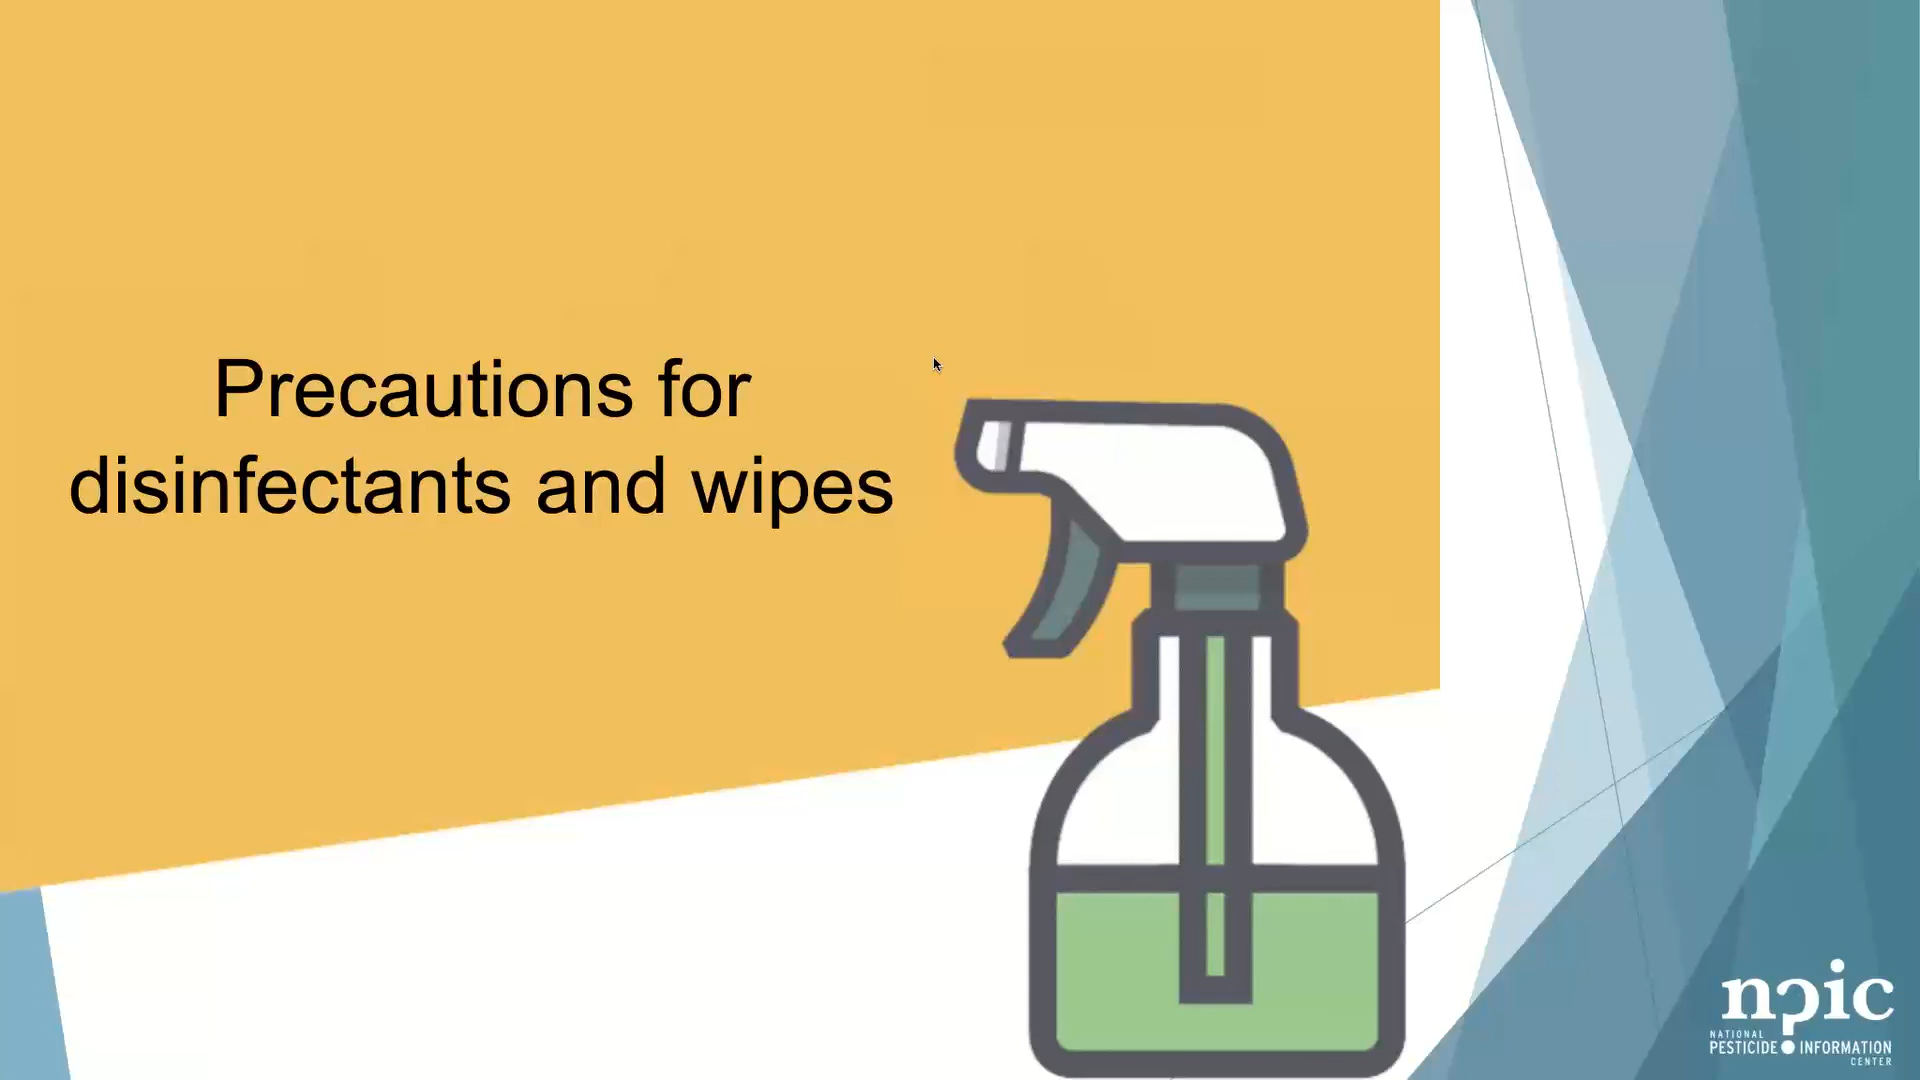 Precautions for
disinfectants and wipes
npic
NATIONAL
PESTICIDE INFORMATION
CENTER